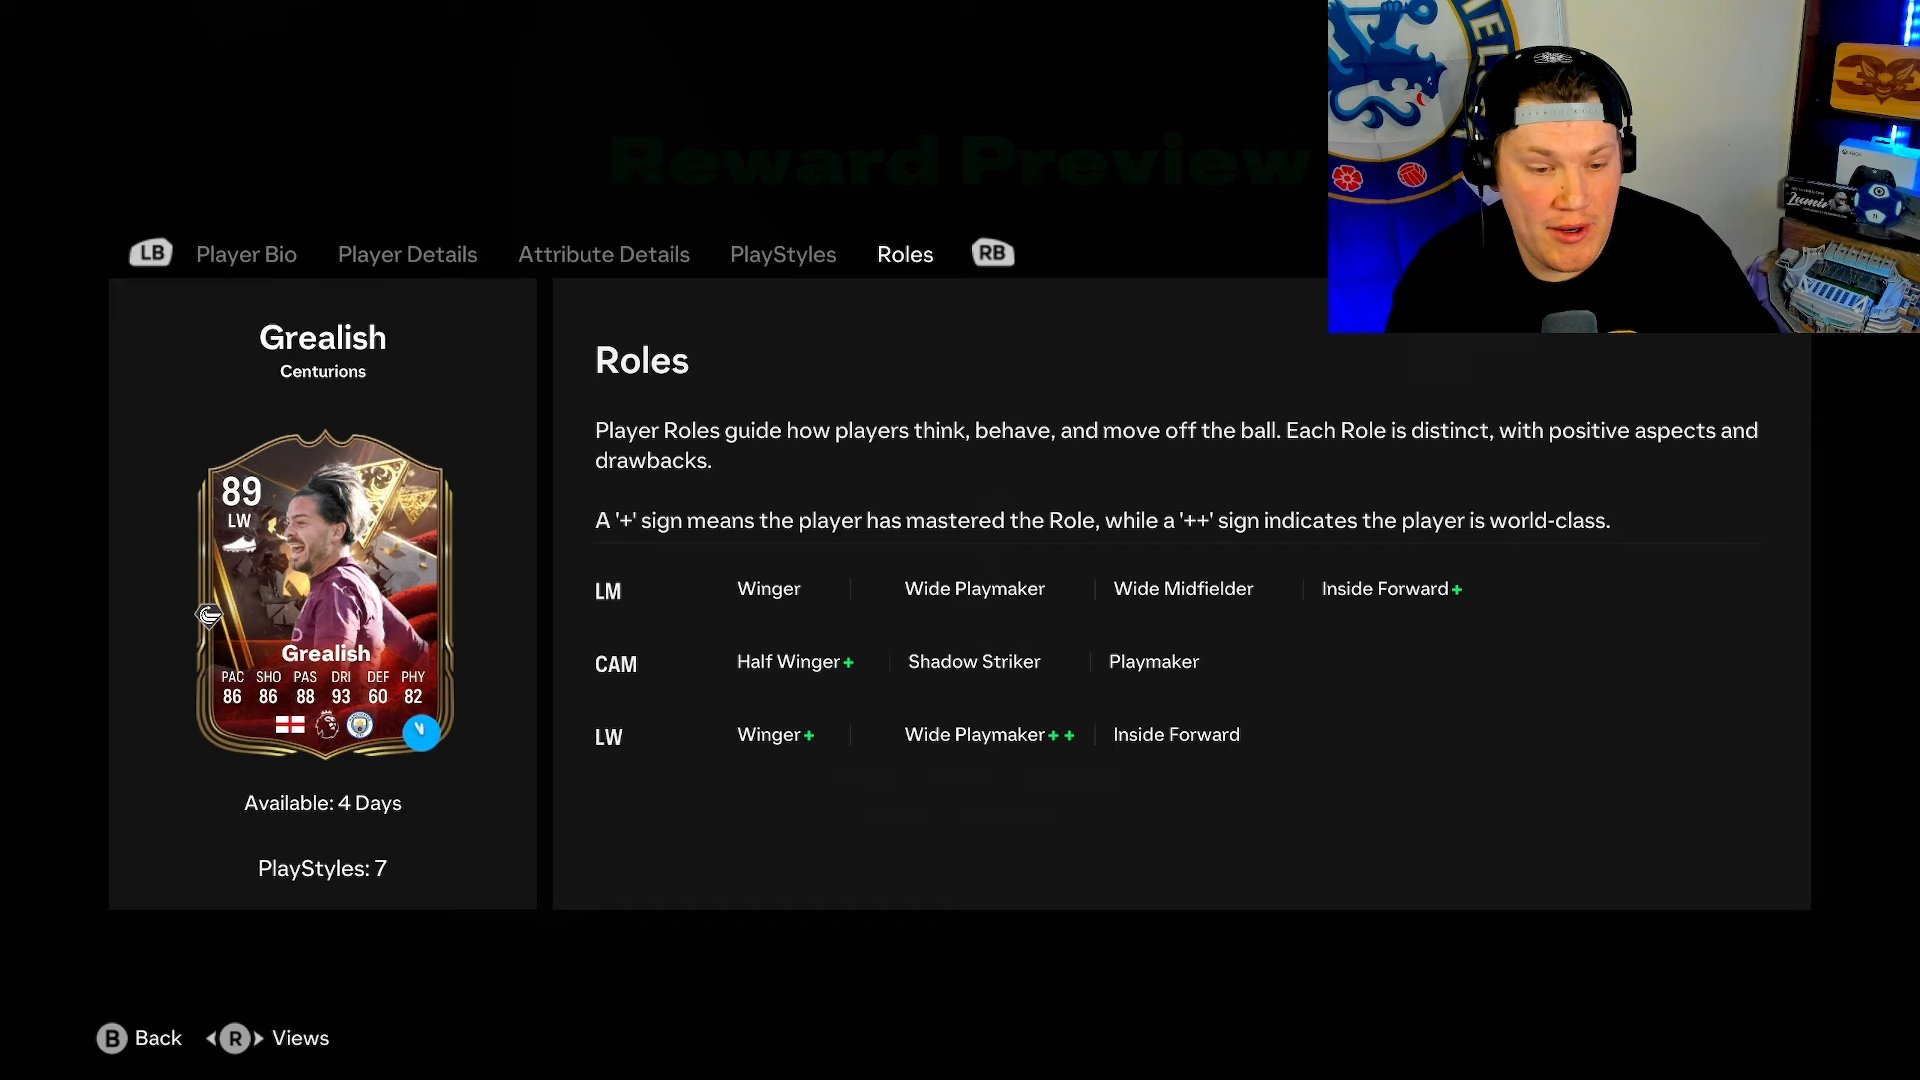 Reward Preview
LB Player Bio Player Details Attribute Details PlayStyles Roles RB
Grealish
Centurions
89
LW
Grealish
PAC SHO PAS DRI DEF PHY
86 86 88 93 60 82
Available: 4 Days
PlayStyles: 7
Roles
Player Roles guide how players think, behave, and move off the ball. Each Role is distinct, with positive aspects and
drawbacks.
A '+' sign means the player has mastered the Role, while a '++' sign indicates the player is world-class.
LM Winger Wide Playmaker Wide Midfielder Inside Forward+
CAM Half Winger+ Shadow Striker Playmaker
LW Winger+ Wide Playmaker++ Inside Forward
B Back R Views
XBOX